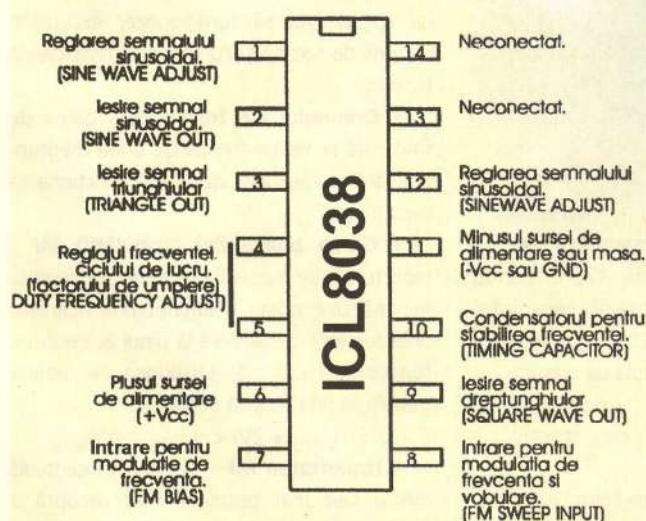 Reglarea semnalului
sinusoidal.
(SINE WAVE ADJUST)
1
Iesire semnal
sinusoidal.
(SINE WAVE OUT)
2
Iesire semnal
triunghiular
(TRIANGLE OUT)
3
Reglajul frecventei.
ciclului de lucru.
(factorului de umplere)
DUTY FREQUENCY ADJUST)
4
5
Plusul sursei
de alimentare
(+Vcc)
6
Intrare pentru
modulatie de
frecventa.
(FM BIAS)
7
ICL8038
14
Neconectat.
13
Neconectat.
12
Reglarea semnalului
sinusoidal.
(SINEWAVE ADJUST)
11
Minusul sursei de
alimentare sau masa.
(-Vcc sau GND)
10
Condensatorul pentru
stabilirea frecventei.
(TIMING CAPACITOR)
9
Iesire semnal
dreptunghiular
(SQUARE WAVE OUT)
8
Intrare pentru
modulatia de
frevcenta si
vobulare.
(FM SWEEP INPUT)